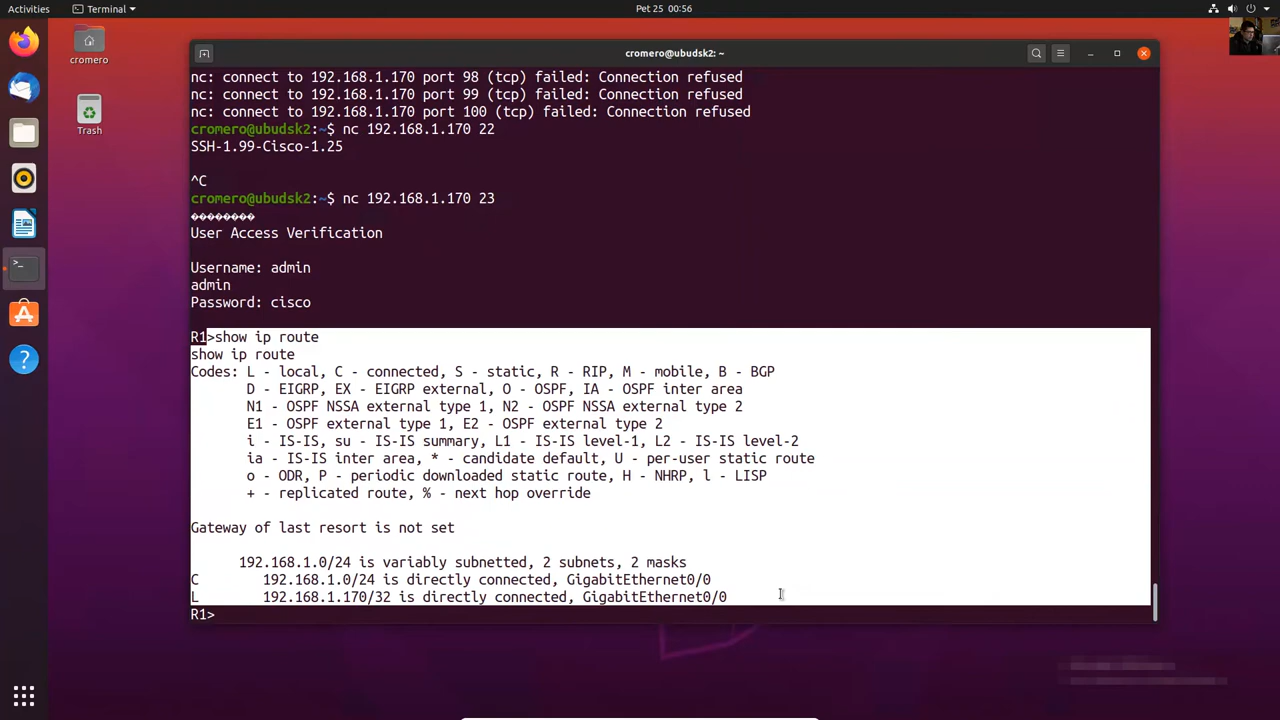 Activities
Terminal
Pet 25 00:56
cromero
Trash
cromero@ubudsk2: ~
nc: connect to 192.168.1.170 port 98 (tcp) failed: Connection refused
nc: connect to 192.168.1.170 port 99 (tcp) failed: Connection refused
nc: connect to 192.168.1.170 port 100 (tcp) failed: Connection refused
cromero@ubudsk2:~$ nc 192.168.1.170 22
SSH-1.99-Cisco-1.25
^C
cromero@ubudsk2:~$ nc 192.168.1.170 23
��������
User Access Verification
Username: admin
admin
Password: cisco
R1>show ip route
show ip route
Codes: L - local, C - connected, S - static, R - RIP, M - mobile, B - BGP
D - EIGRP, EX - EIGRP external, O - OSPF, IA - OSPF inter area
N1 - OSPF NSSA external type 1, N2 - OSPF NSSA external type 2
E1 - OSPF external type 1, E2 - OSPF external type 2
i - IS-IS, su - IS-IS summary, L1 - IS-IS level-1, L2 - IS-IS level-2
ia - IS-IS inter area, * - candidate default, U - per-user static route
o - ODR, P - periodic downloaded static route, H - NHRP, l - LISP
+ - replicated route, % - next hop override
Gateway of last resort is not set
192.168.1.0/24 is variably subnetted, 2 subnets, 2 masks
C 192.168.1.0/24 is directly connected, GigabitEthernet0/0
L 192.168.1.170/32 is directly connected, GigabitEthernet0/0
R1>